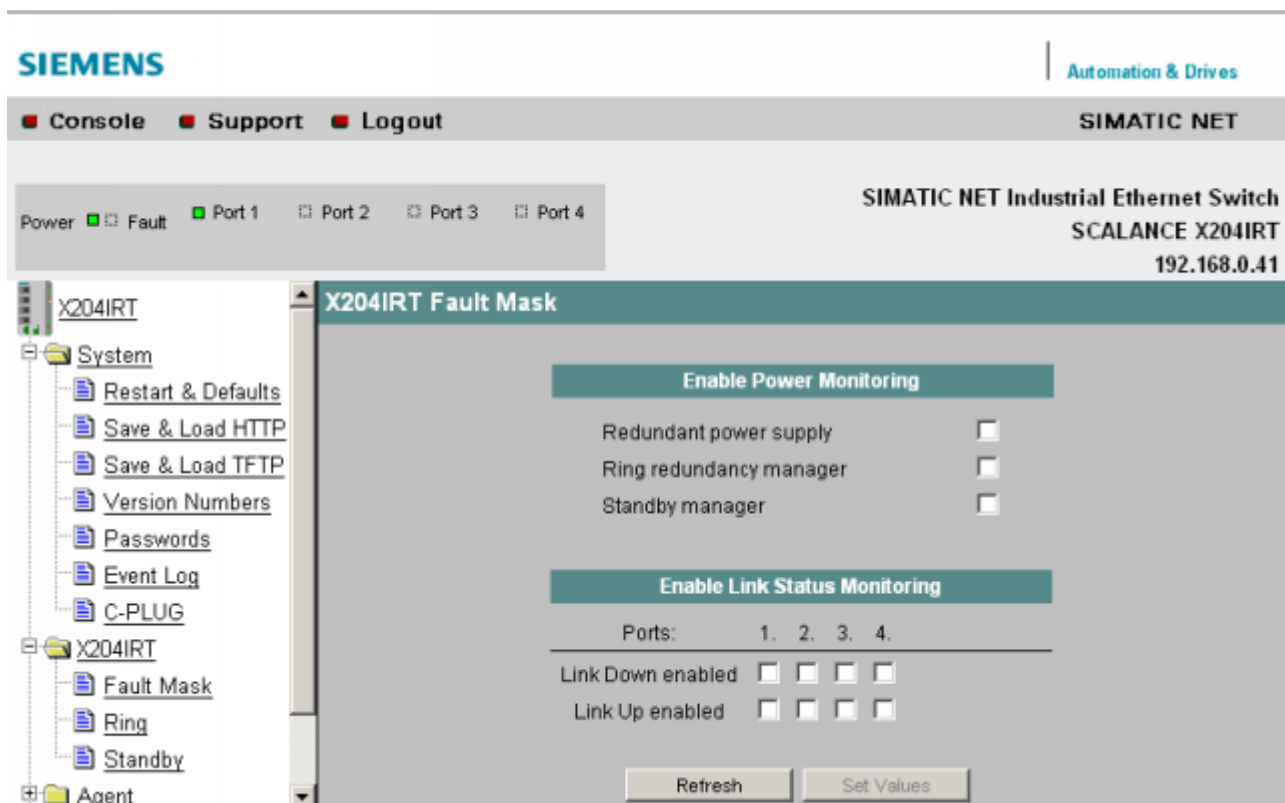 SIEMENS
Automation & Drives
Console Support Logout
SIMATIC NET
Power Fault Port 1 Port 2 Port 3 Port 4
SIMATIC NET Industrial Ethernet Switch
SCALANCE X204IRT
192.168.0.41
X204IRT
System
Restart & Defaults
Save & Load HTTP
Save & Load TFTP
Version Numbers
Passwords
Event Log
C-PLUG
X204IRT
Fault Mask
Ring
Standby
Agent
X204IRT Fault Mask
Enable Power Monitoring
Redundant power supply
Ring redundancy manager
Standby manager
Enable Link Status Monitoring
Ports: 1. 2. 3. 4.
Link Down enabled
Link Up enabled
Refresh Set Values